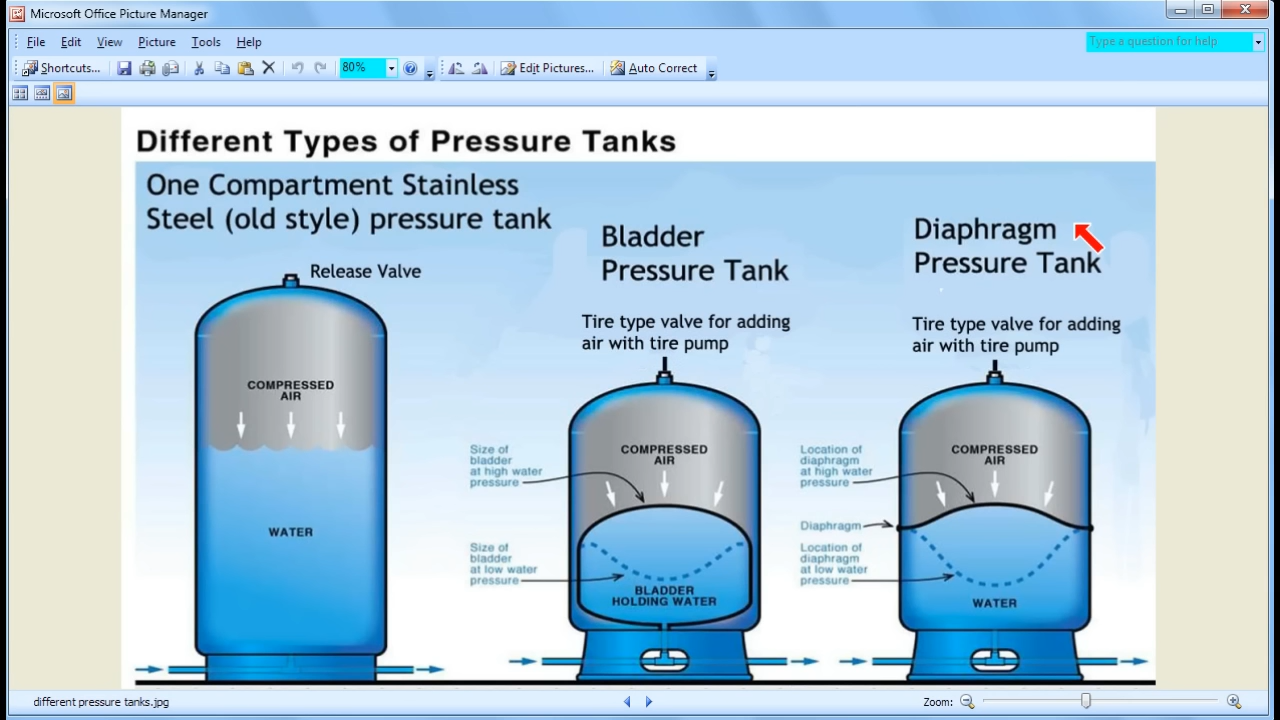 Microsoft Office Picture Manager
File Edit View Picture Tools Help
Type a question for help
Shortcuts...
80%
Edit Pictures...
Auto Correct
Different Types of Pressure Tanks
One Compartment Stainless
Steel (old style) pressure tank
Release Valve
COMPRESSED
AIR
WATER
Bladder
Pressure Tank
Tire type valve for adding
air with tire pump
COMPRESSED
AIR
Size of
bladder
at high water
pressure
Size of
bladder
at low water
pressure
BLADDER
HOLDING WATER
Diaphragm
Pressure Tank
Tire type valve for adding
air with tire pump
COMPRESSED
AIR
Location of
diaphragm
at high water
pressure
Diaphragm
Location of
diaphragm
at low water
pressure
WATER
different pressure tanks.jpg
Zoom: